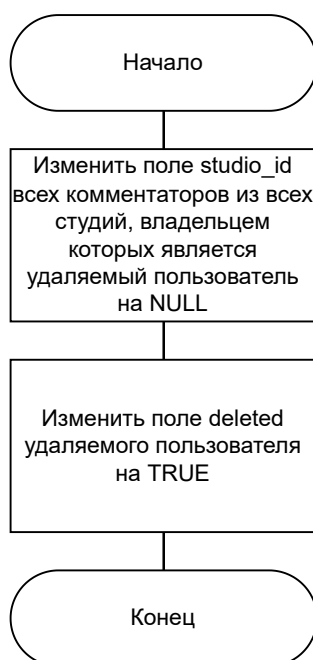 Начало
Изменить поле studio_id
всех комментаторов из всех
студий, владельцем
которых является
удаляемый пользователь
на NULL
Изменить поле deleted
удаляемого пользователя
на TRUE
Конец